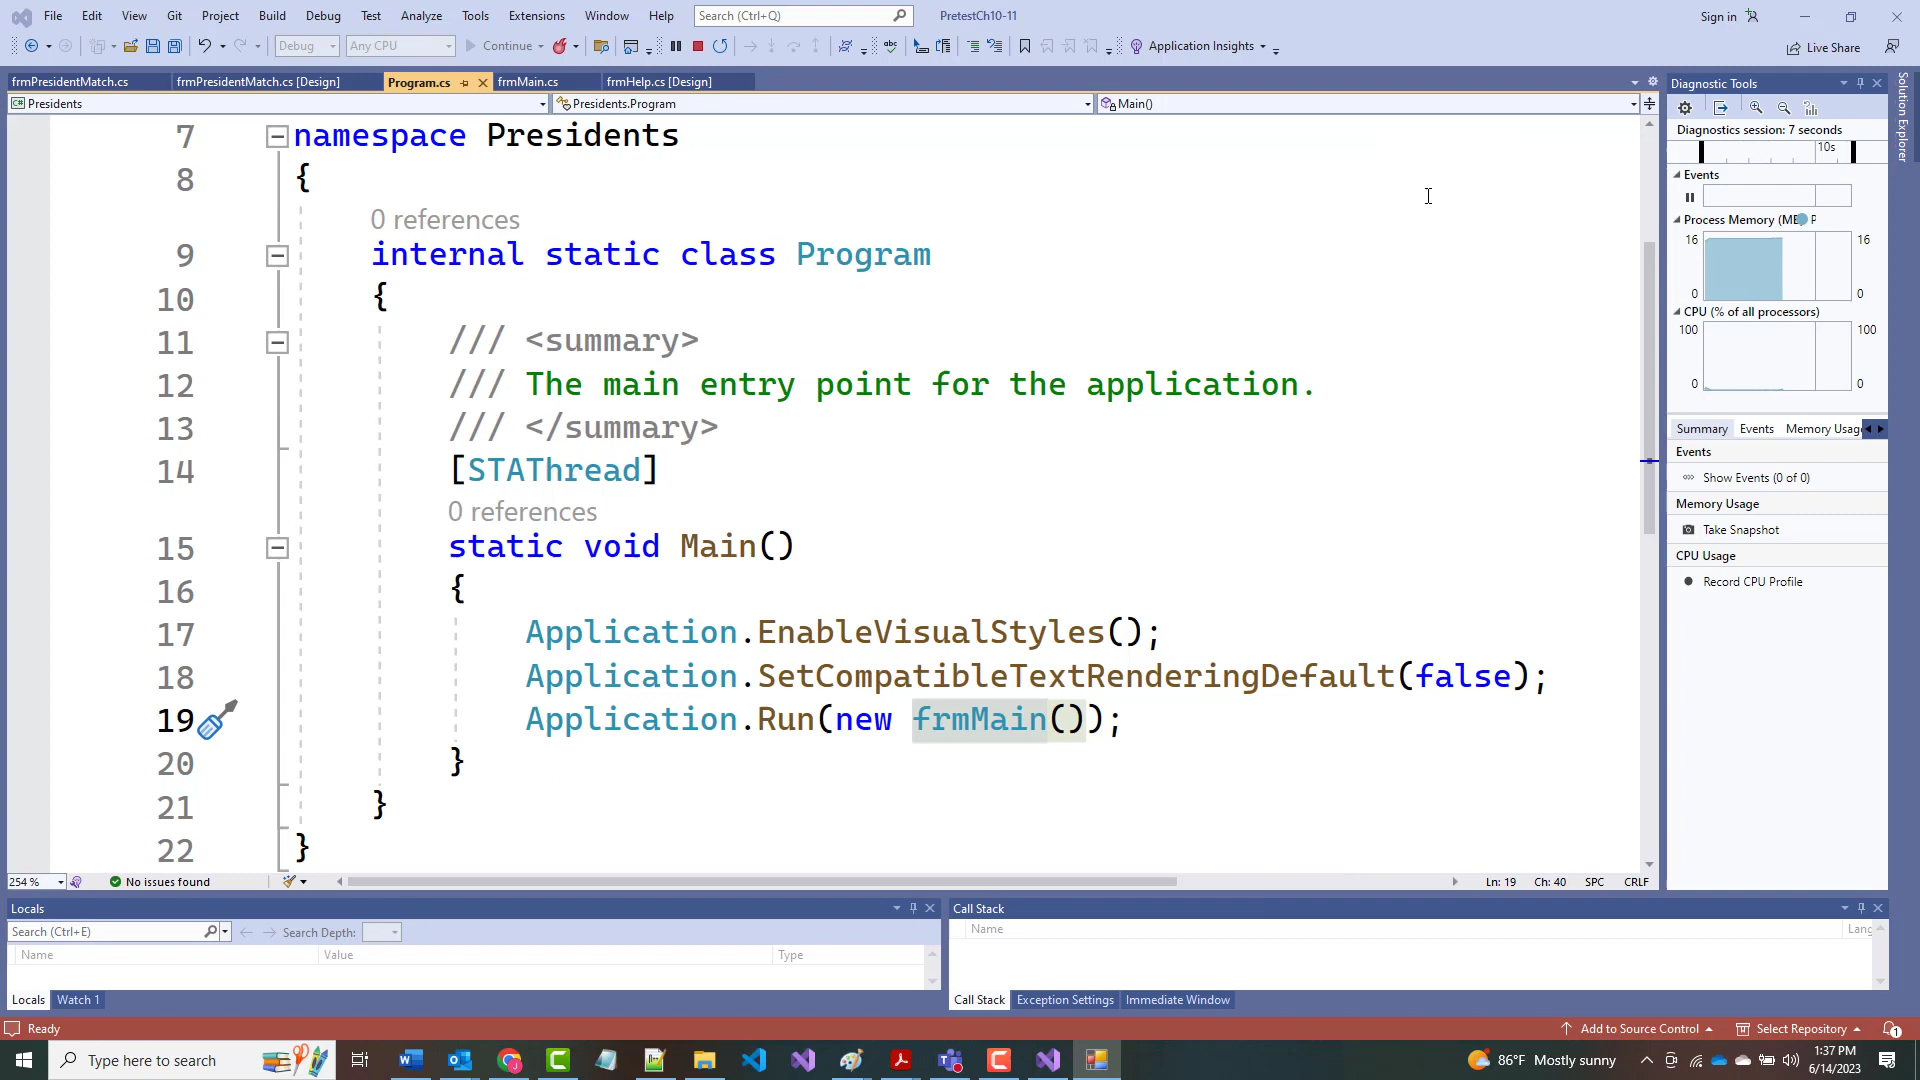 File Edit View Git Project Build Debug Test Analyze Tools Extensions Window Help Search (Ctrl+Q) PretestCh10-11 Sign in
Debug Any CPU Continue Application Insights Live Share
frmPresidentMatch.cs frmPresidentMatch.cs [Design] Program.cs frmMain.cs frmHelp.cs [Design]
Presidents Presidents.Program Main()
7 namespace Presidents
8 {
0 references
9 internal static class Program
10 {
11 /// <summary>
12 /// The main entry point for the application.
13 /// </summary>
14 [STAThread]
0 references
15 static void Main()
16 {
17 Application.EnableVisualStyles();
18 Application.SetCompatibleTextRenderingDefault(false);
19 Application.Run(new frmMain());
20 }
21 }
22 }
254 % No issues found Ln: 19 Ch: 40 SPC CRLF
Diagnostic Tools
Diagnostics session: 7 seconds
10s
Events
Process Memory (MB P
16 16
0 0
CPU (% of all processors)
100 100
0 0
Summary Events Memory Usage
Events
Show Events (0 of 0)
Memory Usage
Take Snapshot
CPU Usage
Record CPU Profile
Solution Explorer
Locals
Search (Ctrl+E) Search Depth:
Name Value Type
Locals Watch 1
Call Stack
Name Lang
Call Stack Exception Settings Immediate Window
Ready Add to Source Control Select Repository 1
Type here to search 86°F Mostly sunny 1:37 PM
6/14/2023